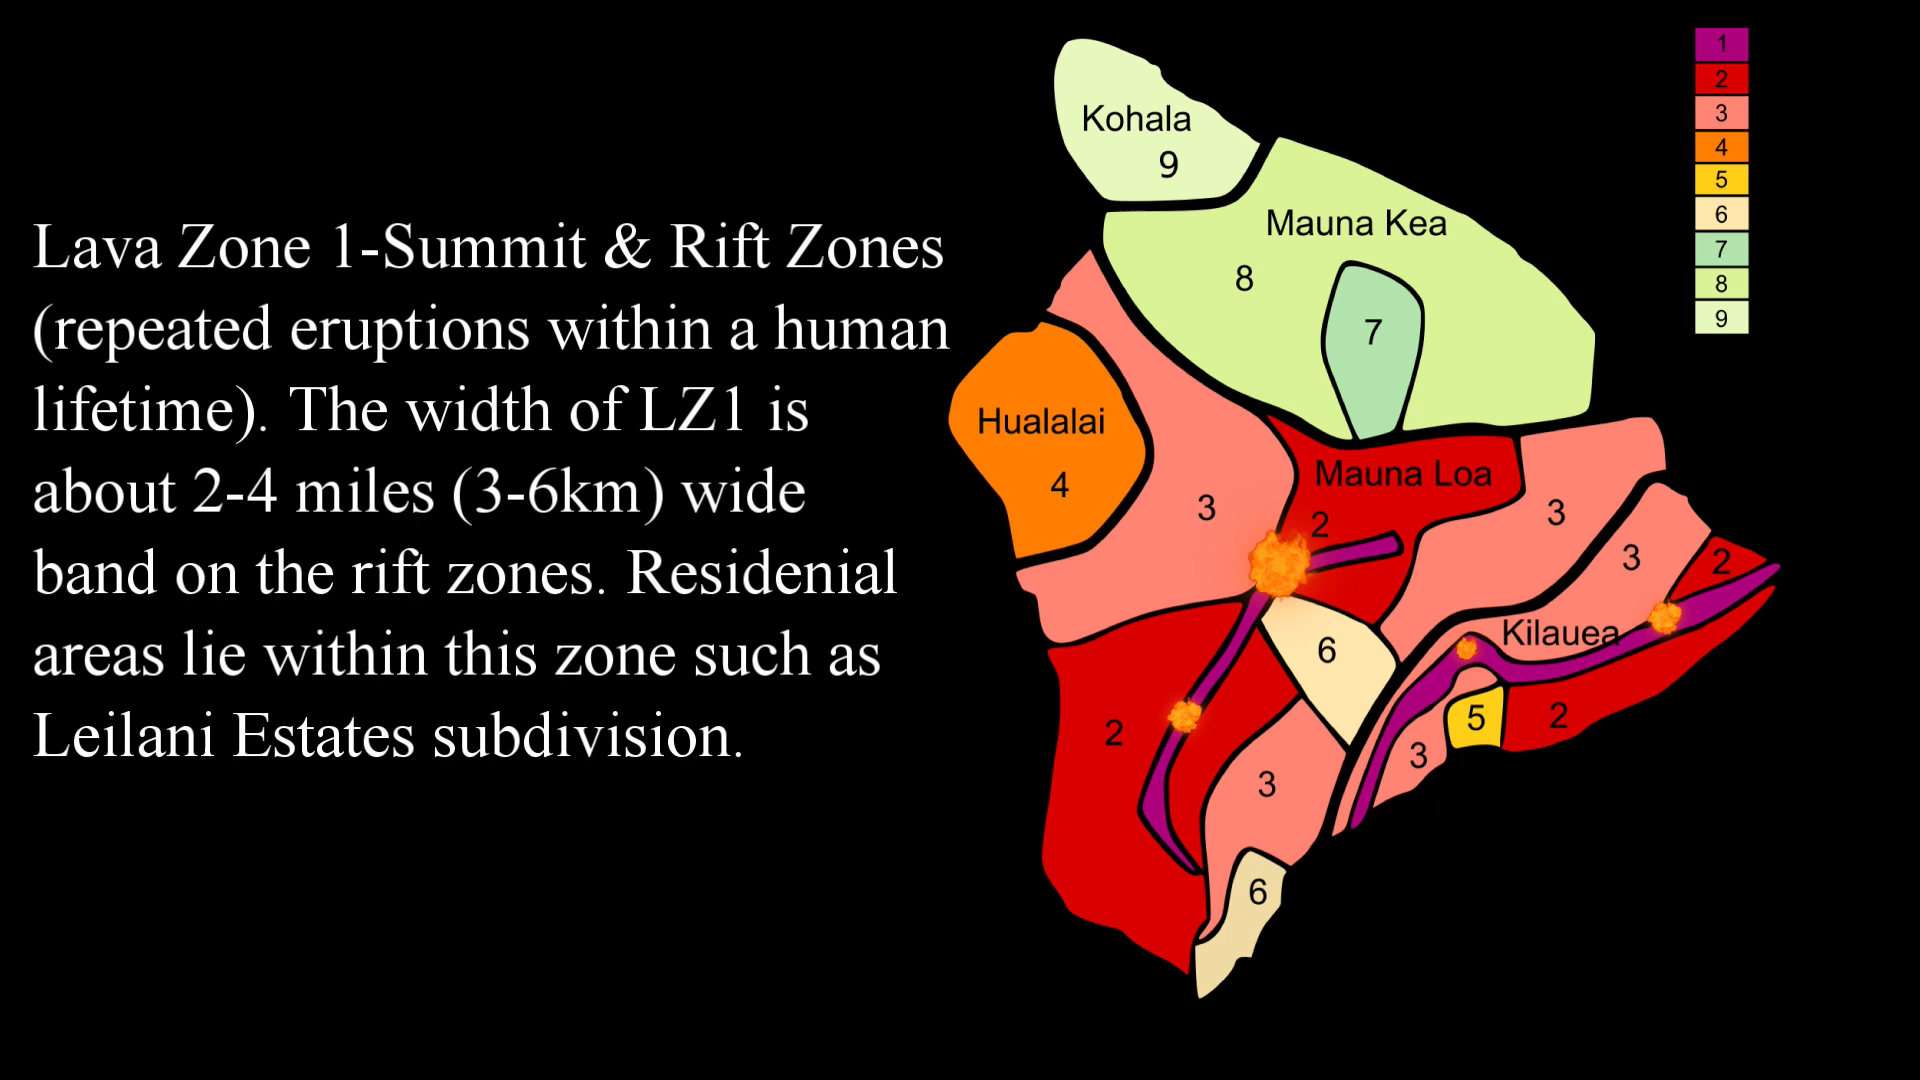 Lava Zone 1-Summit & Rift Zones
(repeated eruptions within a human
lifetime). The width of LZ1 is
about 2-4 miles (3-6km) wide
band on the rift zones. Residenial
areas lie within this zone such as
Leilani Estates subdivision.
Kohala
9
Mauna Kea
8
7
Hualalai
4
3
Mauna Loa
2
3
3
2
Kilauea
6
2
5
2
3
3
6
1
2
3
4
5
6
7
8
9